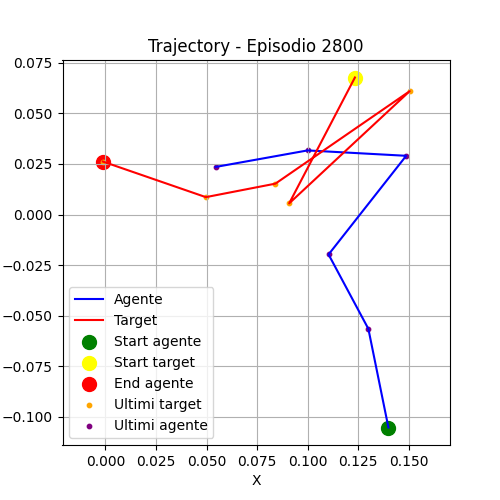 Trajectory - Episodio 2800
0.075
0.050
0.025
0.000
−0.025
−0.050
−0.075
−0.100
Agente
Target
Start agente
Start target
End agente
Ultimi target
Ultimi agente
0.000 0.025 0.050 0.075 0.100 0.125 0.150
X